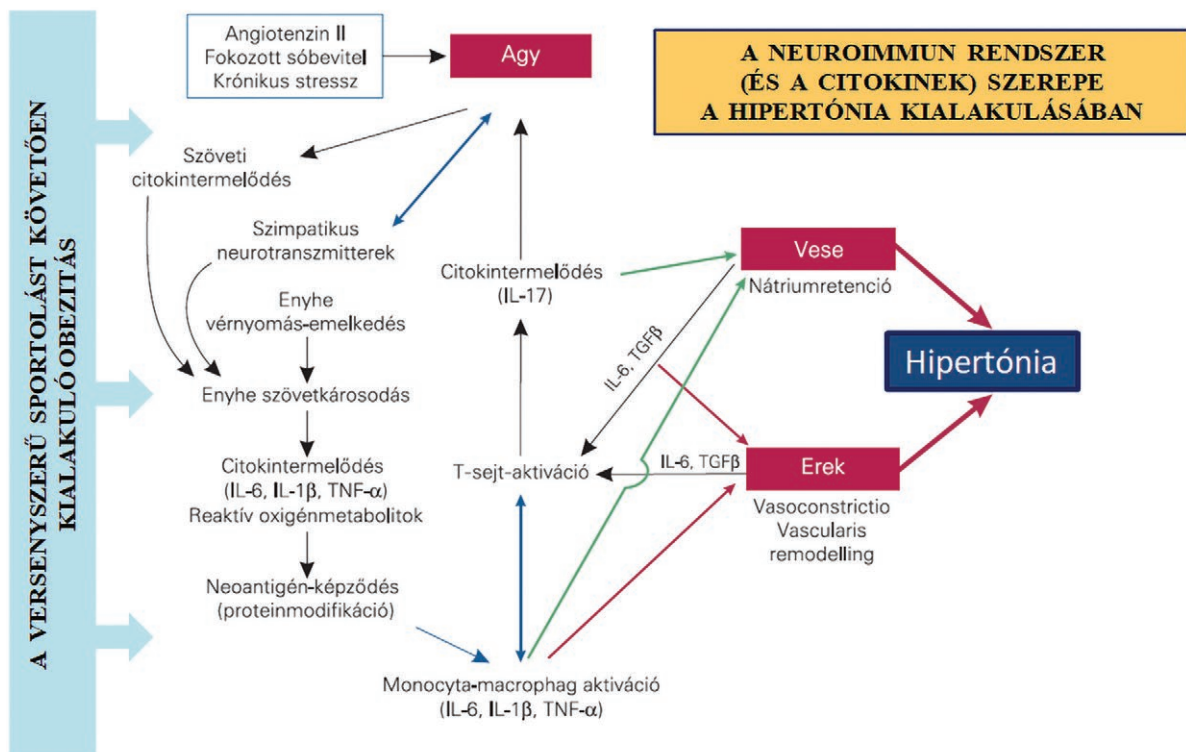 A VERSENYSZERŰ SPORTOLÁST KÖVETŐEN
KIALAKULÓ OBEZITÁS
Angiotenzin II
Fokozott sóbevitel
Krónikus stressz
Agy
A NEUROIMMUN RENDSZER
(ÉS A CITOKINEK) SZEREPE
A HIPERTÓNIA KIALAKULÁSÁBAN
Szöveti
citokintermelődés
Szimpatikus
neurotranszmitterek
Enyhe
vérnyomás-emelkedés
Enyhe szövetkárosodás
Citokintermelődés
(IL-6, IL-1β, TNF-α)
Reaktív oxigénmetabolitok
Neoantigén-képződés
(proteinmodifikáció)
Monocyta-macrophag aktiváció
(IL-6, IL-1β, TNF-α)
T-sejt-aktiváció
Citokintermelődés
(IL-17)
Vese
Nátriumretenció
IL-6, TGFβ
IL-6, TGFβ
Erek
Vasoconstrictio
Vascularis
remodelling
Hipertónia